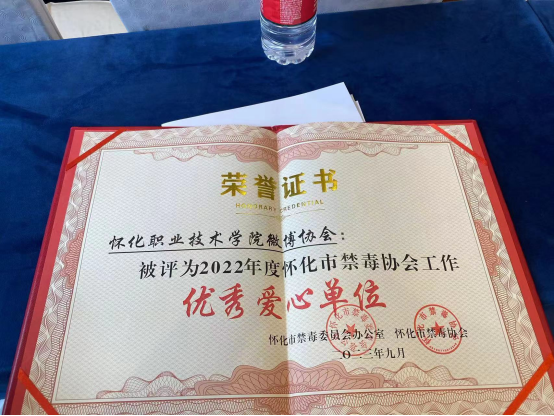 荣誉证书
HONORARY CREDENTIAL
怀化职业技术学院微博协会：
被评为2022年度怀化市禁毒协会工作
优秀爱心单位
怀化市禁毒委员会办公室 怀化市禁毒协会
二〇二三年九月